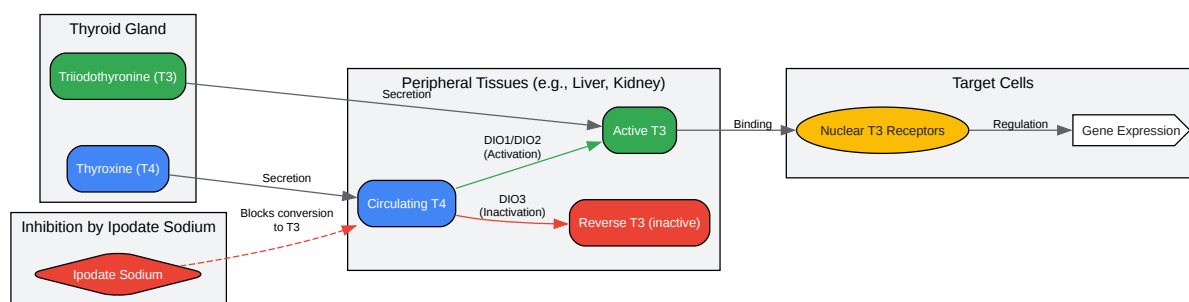 Thyroid Gland
Triiodothyronine (T3)
Thyroxine (T4)
Secretion
Secretion
Inhibition by Ipodate Sodium
Ipodate Sodium
Blocks conversion
to T3
Peripheral Tissues (e.g., Liver, Kidney)
Active T3
DIO1/DIO2
(Activation)
Circulating T4
DIO3
(Inactivation)
Reverse T3 (inactive)
Binding
Target Cells
Nuclear T3 Receptors
Regulation
Gene Expression